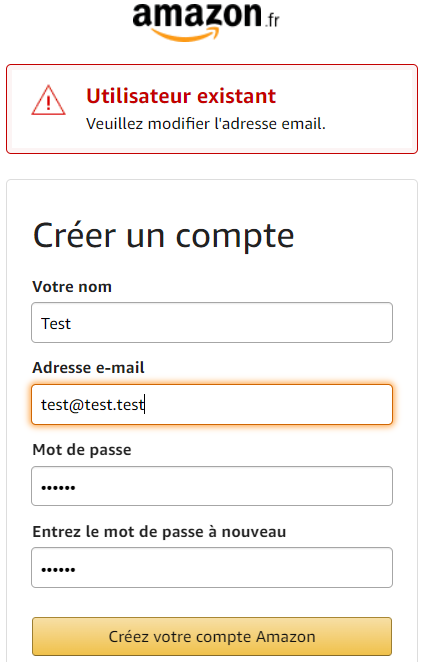 amazon.fr
Utilisateur existant
Veuillez modifier l'adresse email.
Créer un compte
Votre nom
Test
Adresse e-mail
test@test.test
Mot de passe
••••••
Entrez le mot de passe à nouveau
••••••
Créez votre compte Amazon